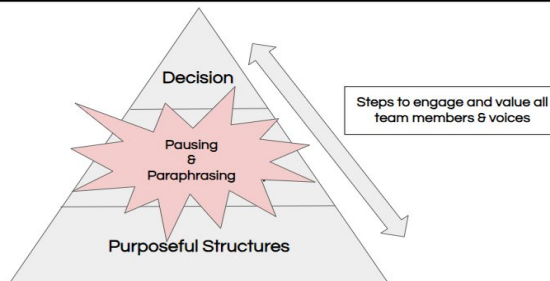 Decision
Pausing
&
Paraphrasing
Purposeful Structures
Steps to engage and value all
team members & voices